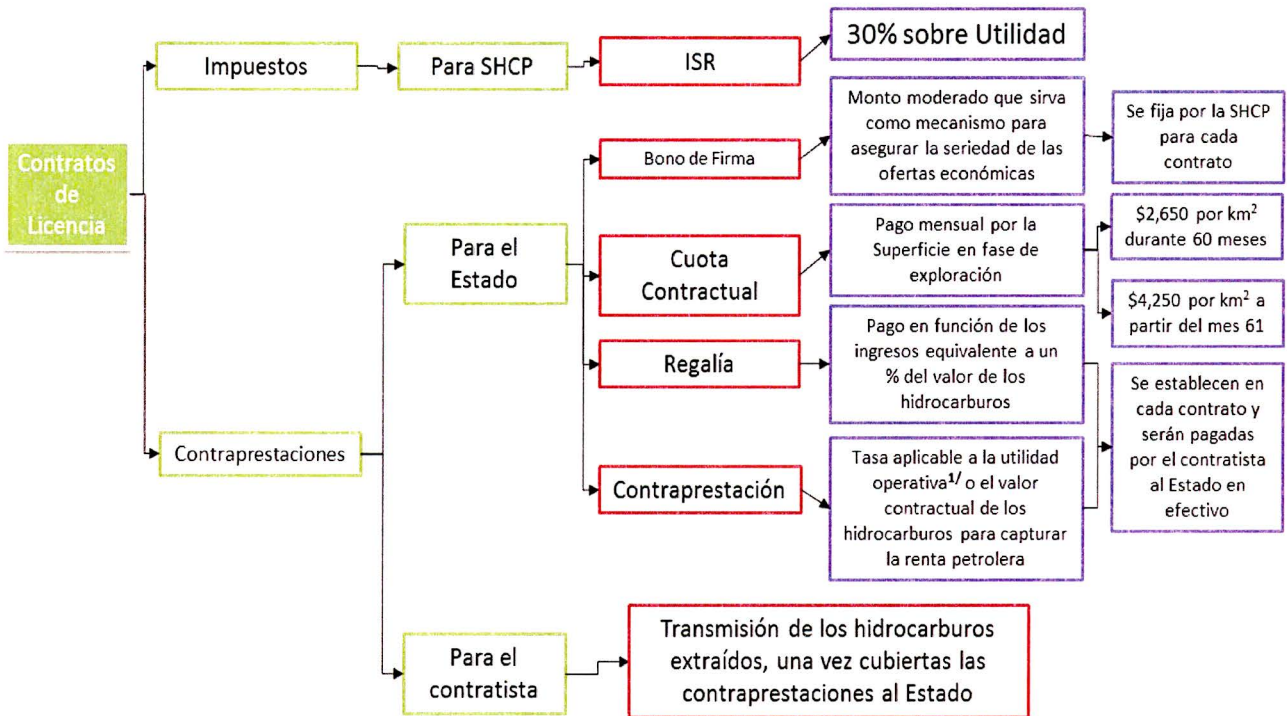 Contratos
de
Licencia
Impuestos
Para SHCP
ISR
30% sobre Utilidad
Contraprestaciones
Para el
Estado
Bono de Firma
Monto moderado que sirva
como mecanismo para
asegurar la seriedad de las
ofertas económicas
Se fija por la SHCP
para cada
contrato
Cuota
Contractual
Pago mensual por la
Superficie en fase de
exploración
$2,650 por km²
durante 60 meses
$4,250 por km² a
partir del mes 61
Regalía
Pago en función de los
ingresos equivalente a un
% del valor de los
hidrocarburos
Contraprestación
Tasa aplicable a la utilidad
operativa1/ o el valor
contractual de los
hidrocarburos para capturar
la renta petrolera
Se establecen en
cada contrato y
serán pagadas
por el contratista
al Estado en
efectivo
Para el
contratista
Transmisión de los hidrocarburos
extraídos, una vez cubiertas las
contraprestaciones al Estado